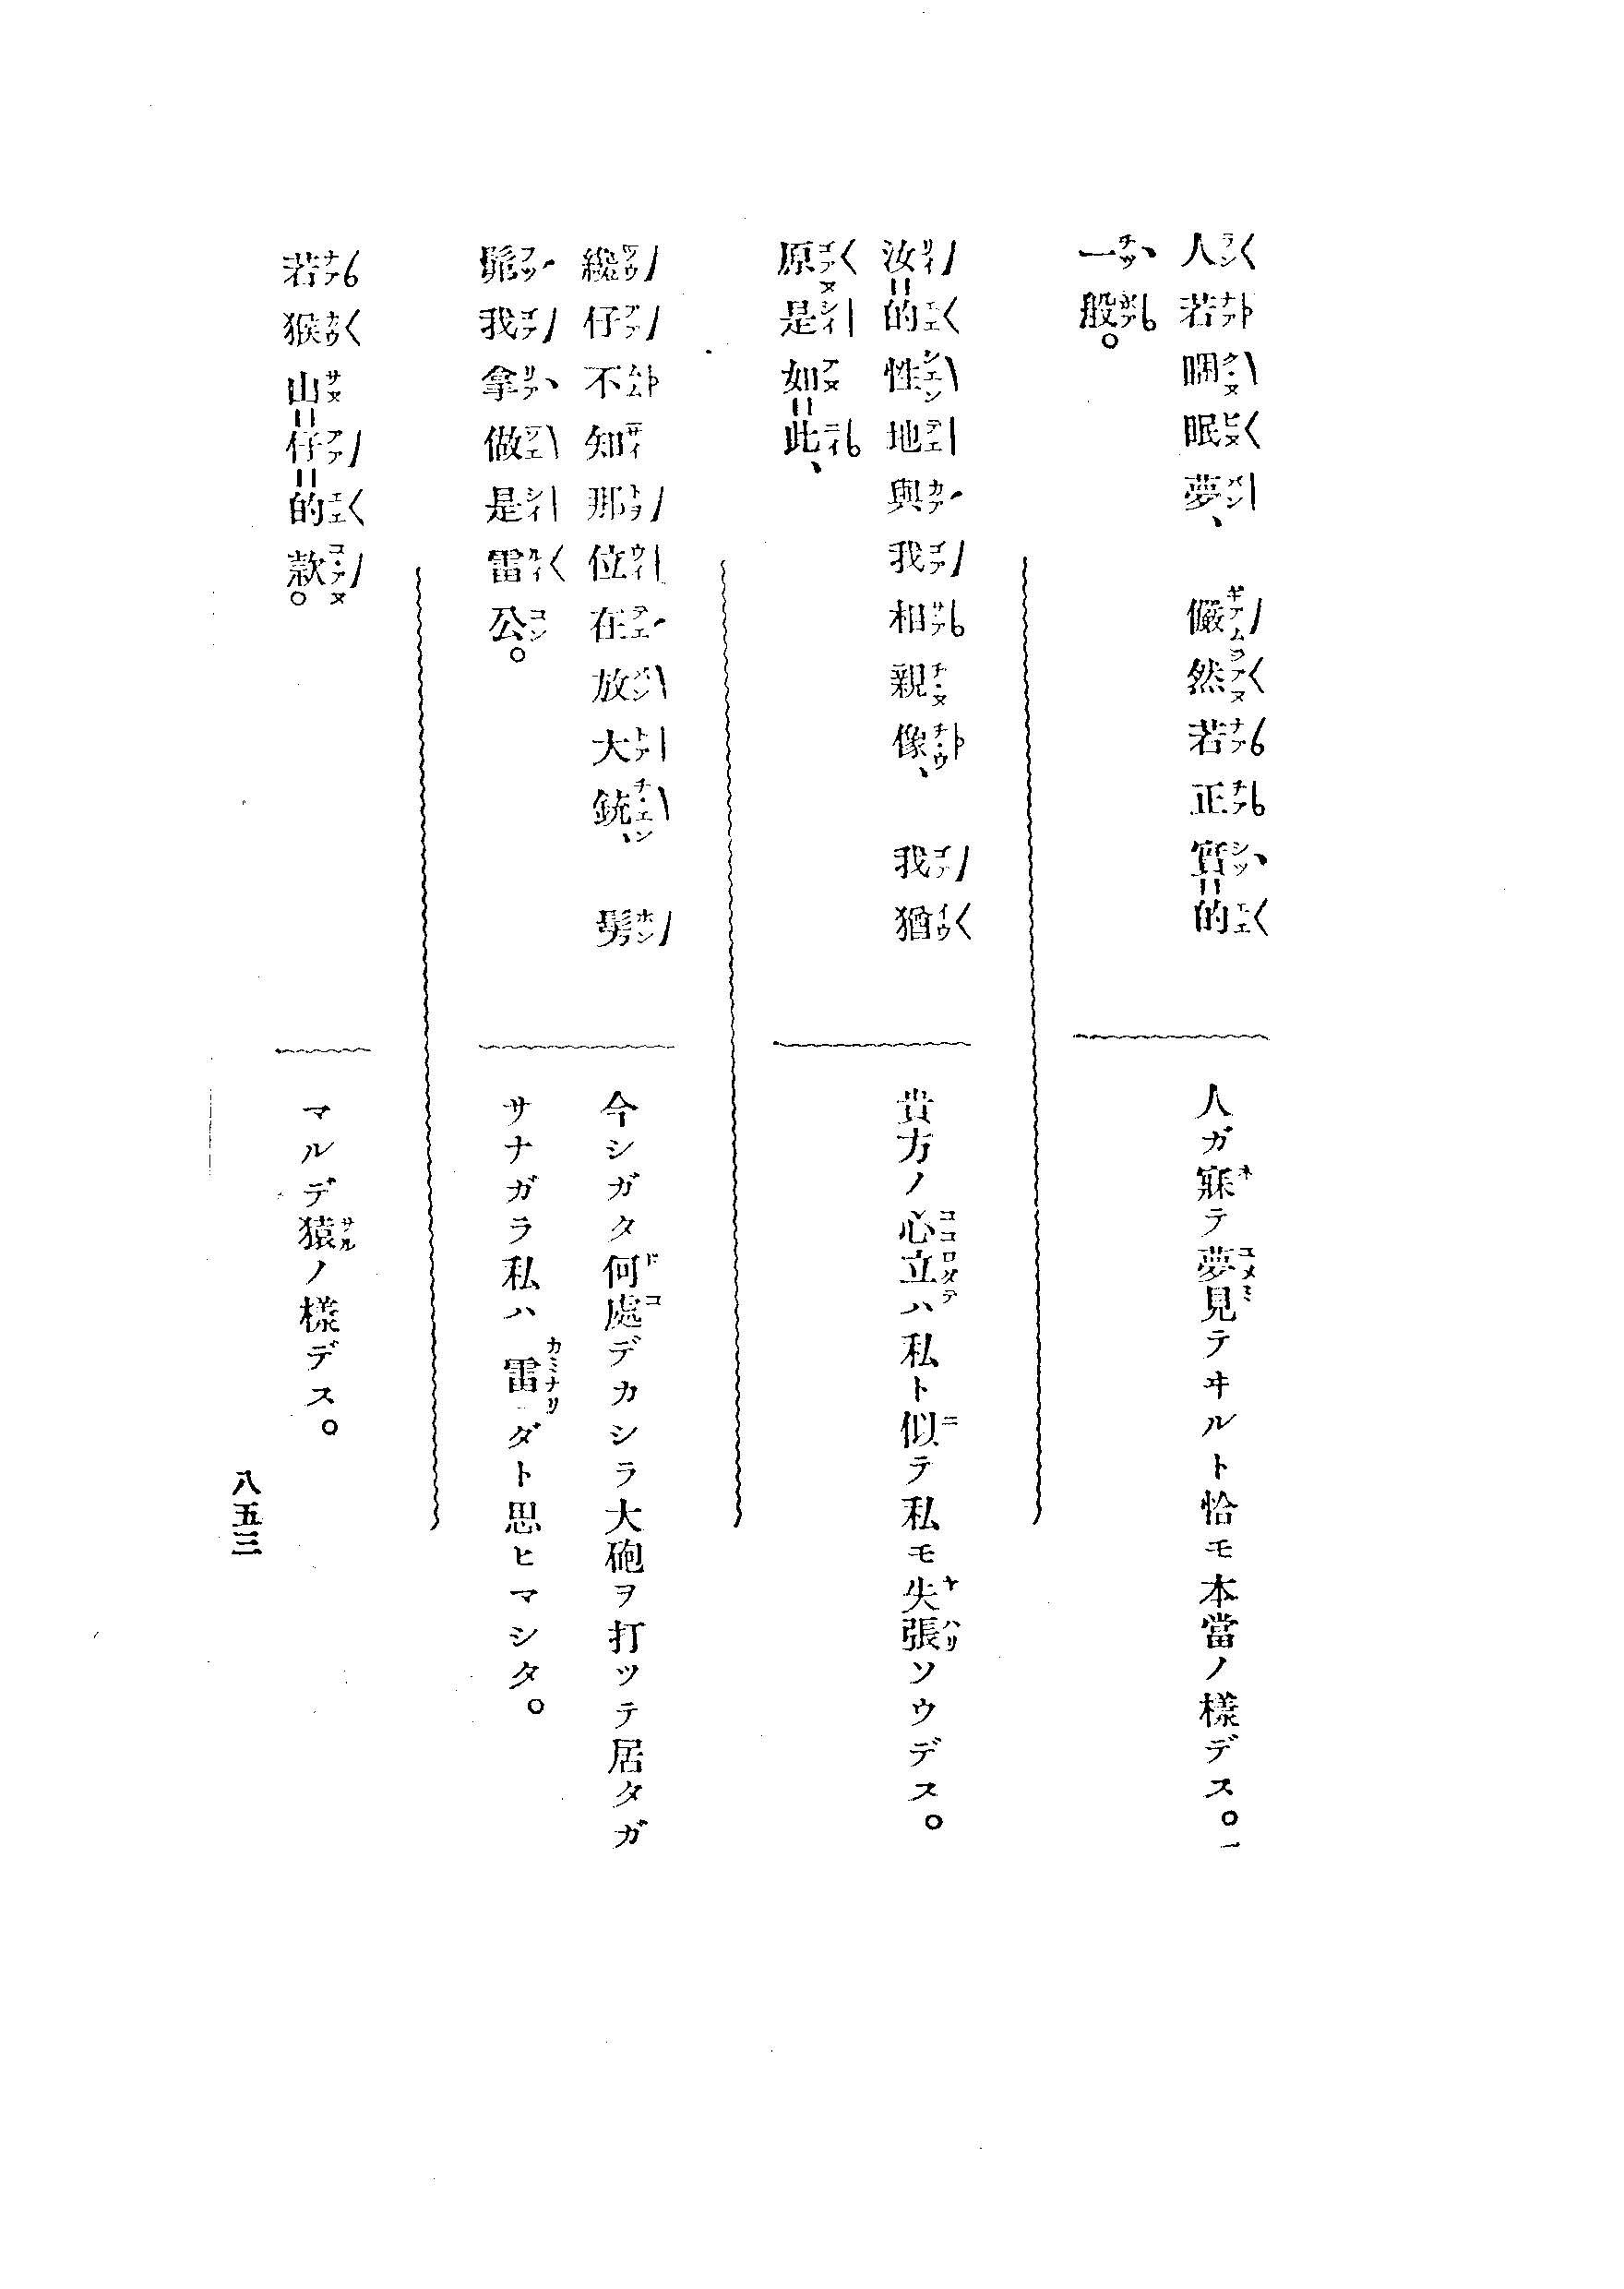 人若睏眠夢、儼然若正實=的
一般。
人ガ寐テ夢見テヰルト恰モ本當ノ樣デス。
汝=的性地與我相親像、我猶
原是如=此、
貴方ノ心立ハ私ト似テ私モ失張ソウデス。
纔仔不知那位在放大銃、髣
髴我拿做是雷公。
今シガタ何處デカシラ大砲ヲ打ツテ居タガ
サナガラ私ハ雷ダト思ヒマシタ。
若猴山=仔=的款。
マルデ猿ノ樣デス。
八五三